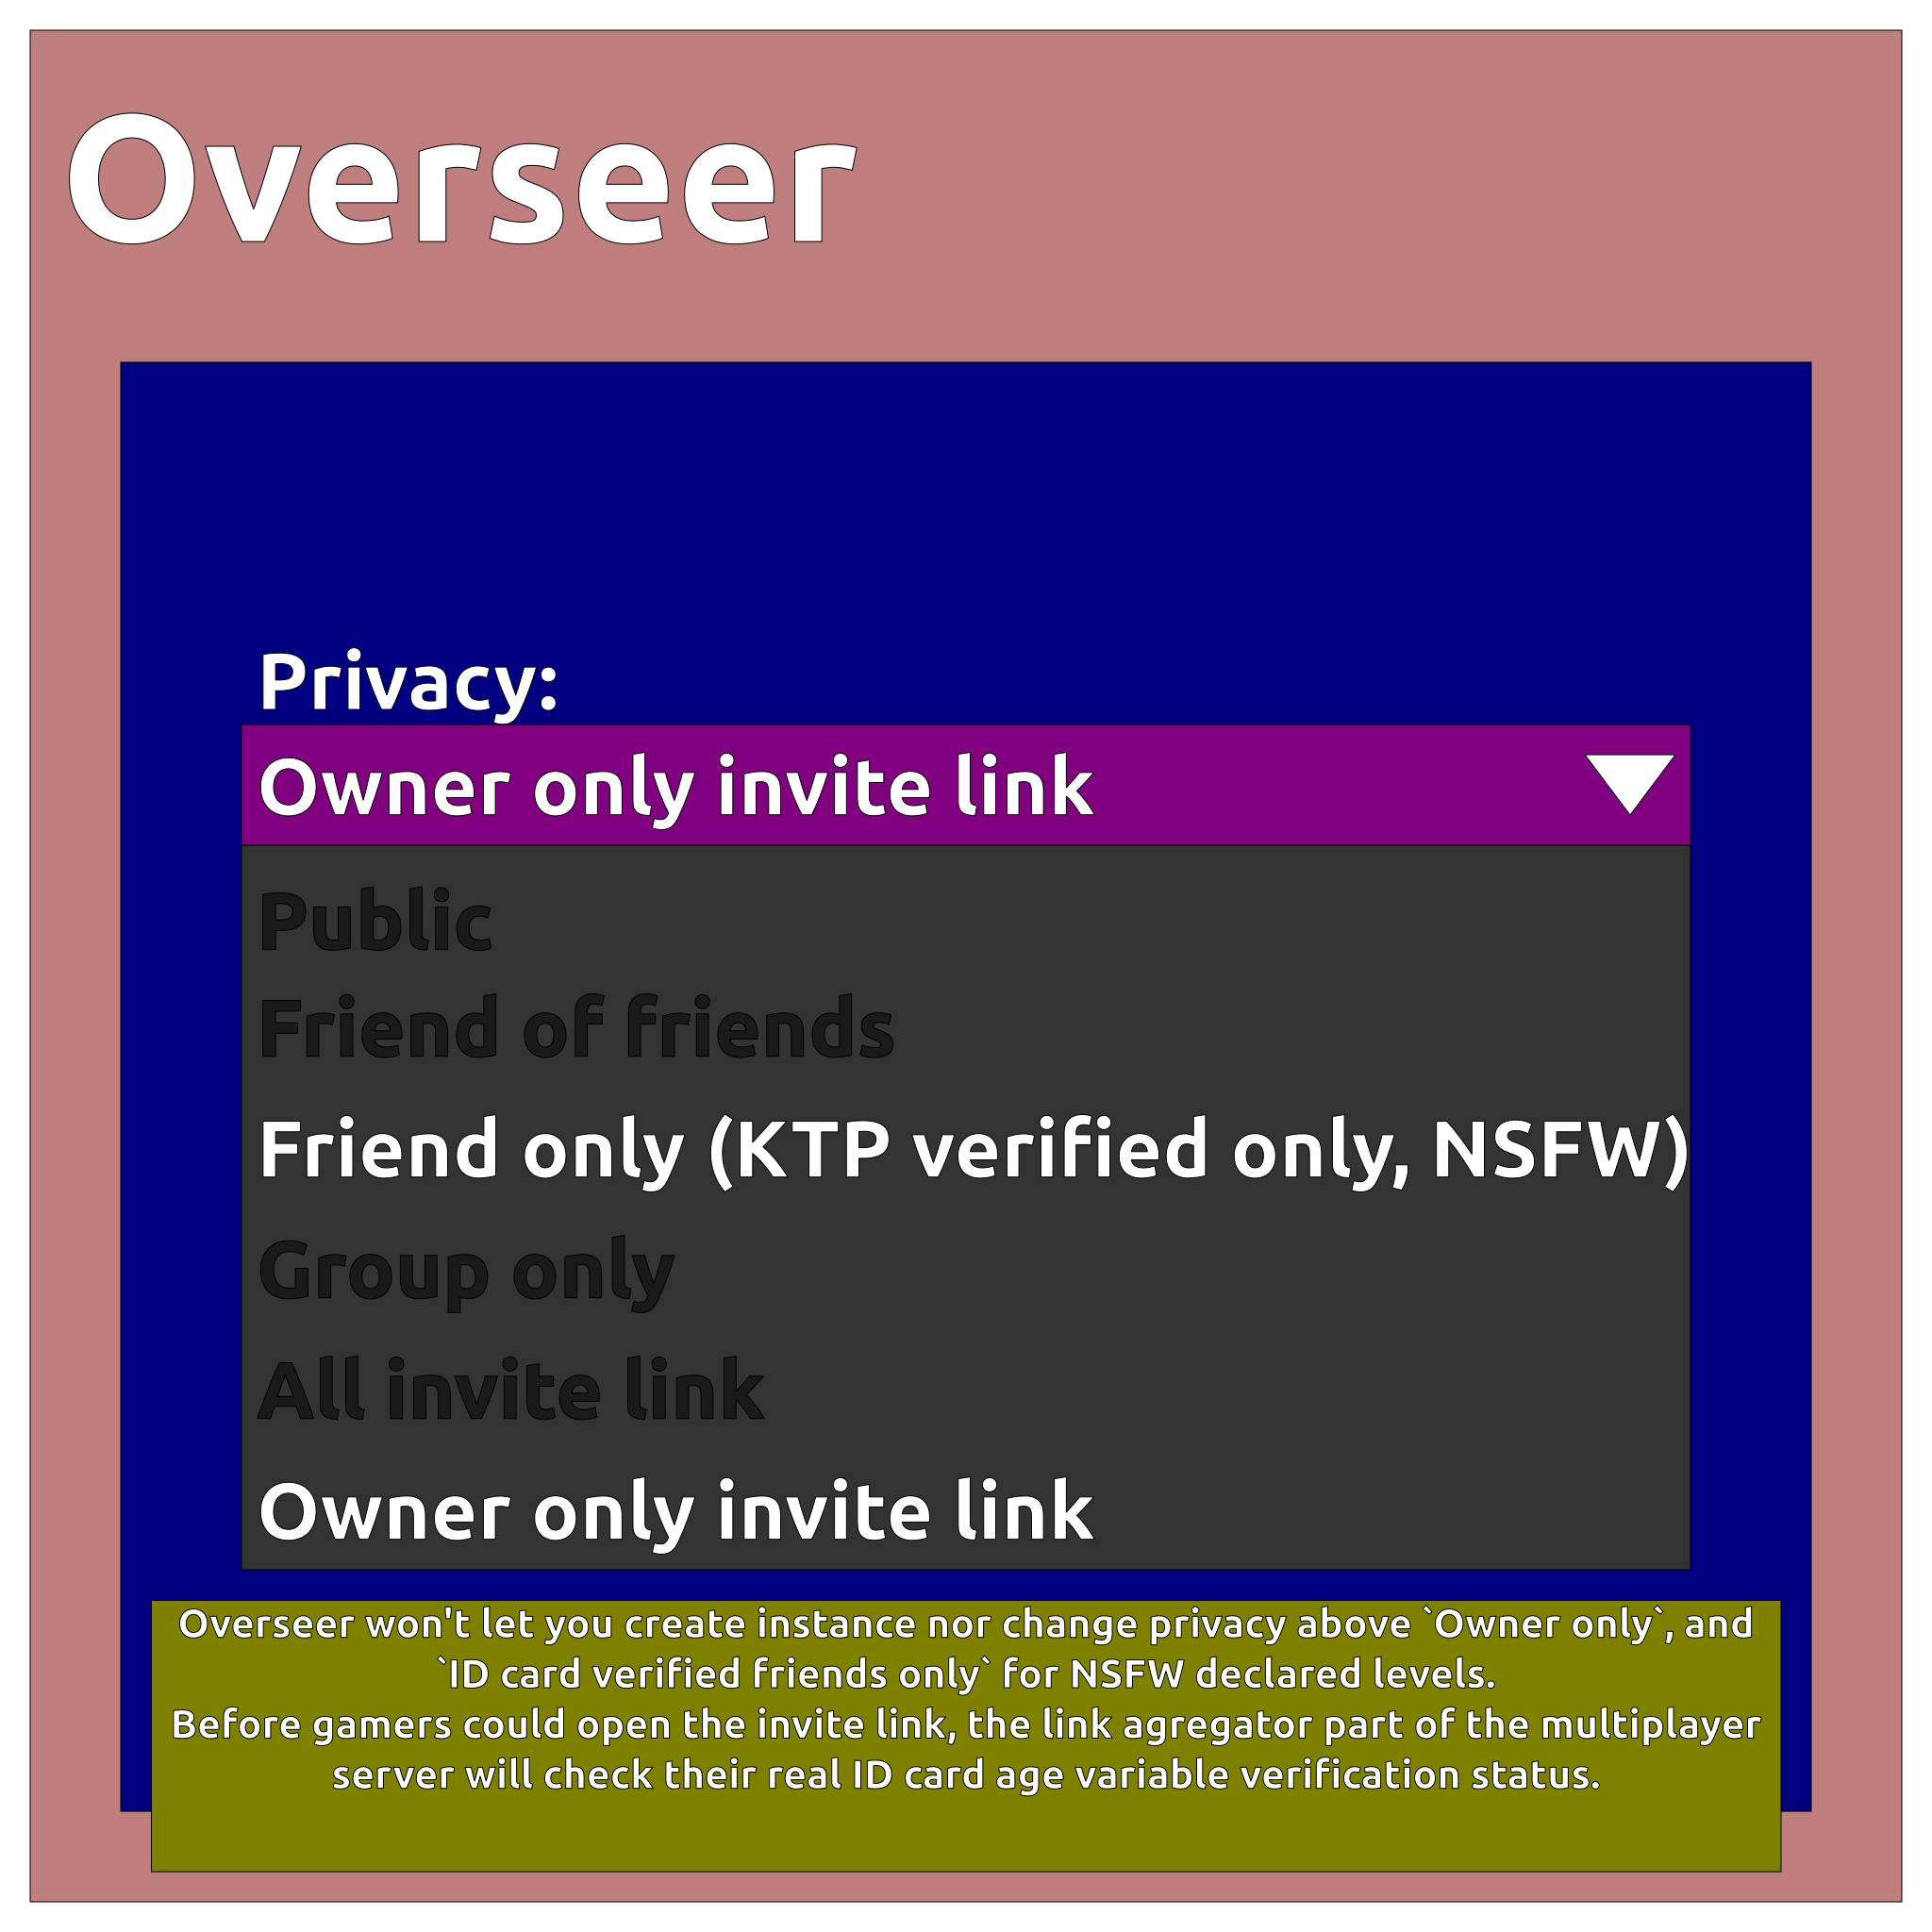 Overseer
Privacy:
Owner only invite link
Public
Friend of friends
Friend only (KTP verified only, NSFW)
Group only
All invite link
Owner only invite link
Overseer won't let you create instance nor change privacy above `Owner only`, and
`ID card verified friends only` for NSFW declared levels.
Before gamers could open the invite link, the link agregator part of the multiplayer
server will check their real ID card age variable verification status.